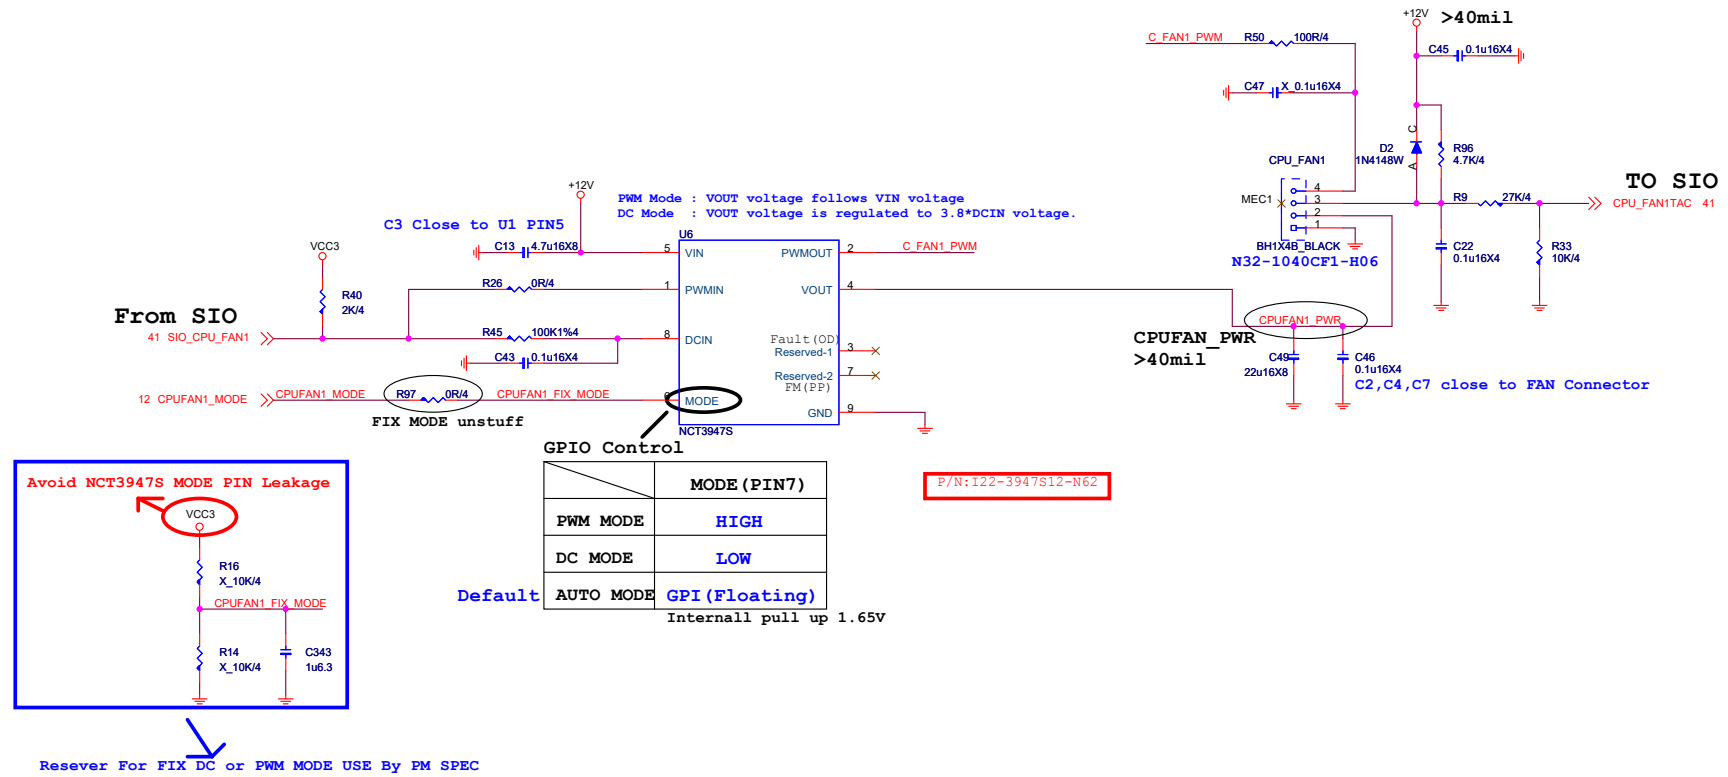 +12V
>40mil
C_FAN1_PWM
R50
100R/4
C45
0.1u16X4
C47
X_0.1u16X4
C
D2
1N4148W
A
R96
4.7K/4
CPU_FAN1
MEC1
4
3
2
1
BH1X4B_BLACK
N32-1040CF1-H06
R9
27K/4
TO SIO
CPU_FAN1TAC 41
C22
0.1u16X4
R33
10K/4
+12V
PWM Mode : VOUT voltage follows VIN voltage
DC Mode : VOUT voltage is regulated to 3.8*DCIN voltage.
C3 Close to U1 PIN5
U6
C13
4.7u16X8
5
VIN
PWMOUT
2
C_FAN1_PWM
VCC3
R40
2K/4
R26
0R/4
1
PWMIN
VOUT
4
From SIO
41 SIO_CPU_FAN1
R45
100K1%4
8
DCIN
C43
0.1u16X4
Fault(OD)
Reserved-1
3
Reserved-2
7
FM(PP)
12 CPUFAN1_MODE
CPUFAN1_MODE
R97
0R/4
CPUFAN1_FIX_MODE
6
MODE
GND
9
FIX MODE unstuff
NCT3947S
CPUFAN1_PWR
CPUFAN_PWR
>40mil
C49
22u16X8
C46
0.1u16X4
C2,C4,C7 close to FAN Connector
GPIO Control
MODE(PIN7)
PWM MODE
HIGH
DC MODE
LOW
Default
AUTO MODE
GPI(Floating)
Internall pull up 1.65V
P/N:I22-3947S12-N62
Avoid NCT3947S MODE PIN Leakage
VCC3
R16
X_10K/4
CPUFAN1_FIX_MODE
R14
X_10K/4
C343
1u6.3
Resever For FIX DC or PWM MODE USE By PM SPEC